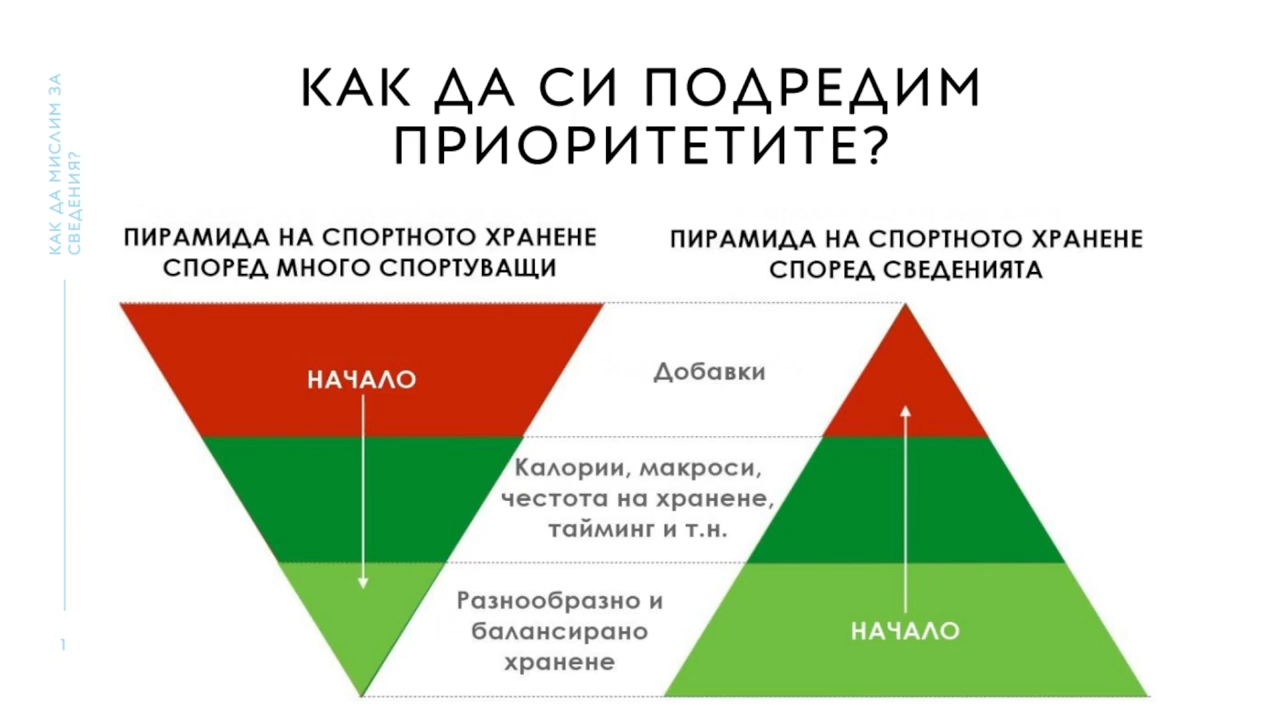 КАК ДА МИСЛИМ ЗА
СВЕДЕНИЯ?
1
КАК ДА СИ ПОДРЕДИМ
ПРИОРИТЕТИТЕ?
ПИРАМИДА НА СПОРТНОТО ХРАНЕНЕ
СПОРЕД МНОГО СПОРТУВАЩИ
ПИРАМИДА НА СПОРТНОТО ХРАНЕНЕ
СПОРЕД СВЕДЕНИЯТА
НАЧАЛО
Добавки
Калории, макроси,
честота на хранене,
тайминг и т.н.
Разнообразно и
балансирано
хранене
НАЧАЛО